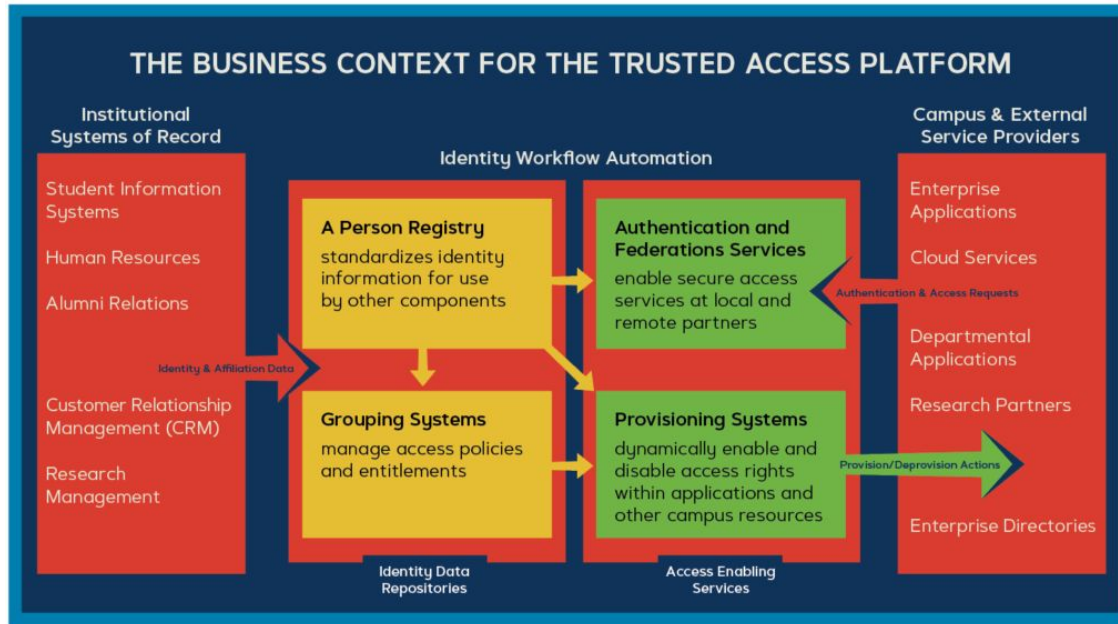 THE BUSINESS CONTEXT FOR THE TRUSTED ACCESS PLATFORM
Institutional
Systems of Record
Student Information
Systems
Human Resources
Alumni Relations
Customer Relationship
Management (CRM)
Research
Management
Identity & Affiliation Data
Identity Workflow Automation
A Person Registry
standardizes identity
information for use
by other components
Grouping Systems
manage access policies
and entitlements
Identity Data
Repositories
Authentication and
Federations Services
enable secure access
services at local and
remote partners
Provisioning Systems
dynamically enable and
disable access rights
within applications and
other campus resources
Access Enabling
Services
Campus & External
Service Providers
Enterprise
Applications
Cloud Services
Authentication & Access Requests
Departmental
Applications
Research Partners
Provision/Deprovision Actions
Enterprise Directories